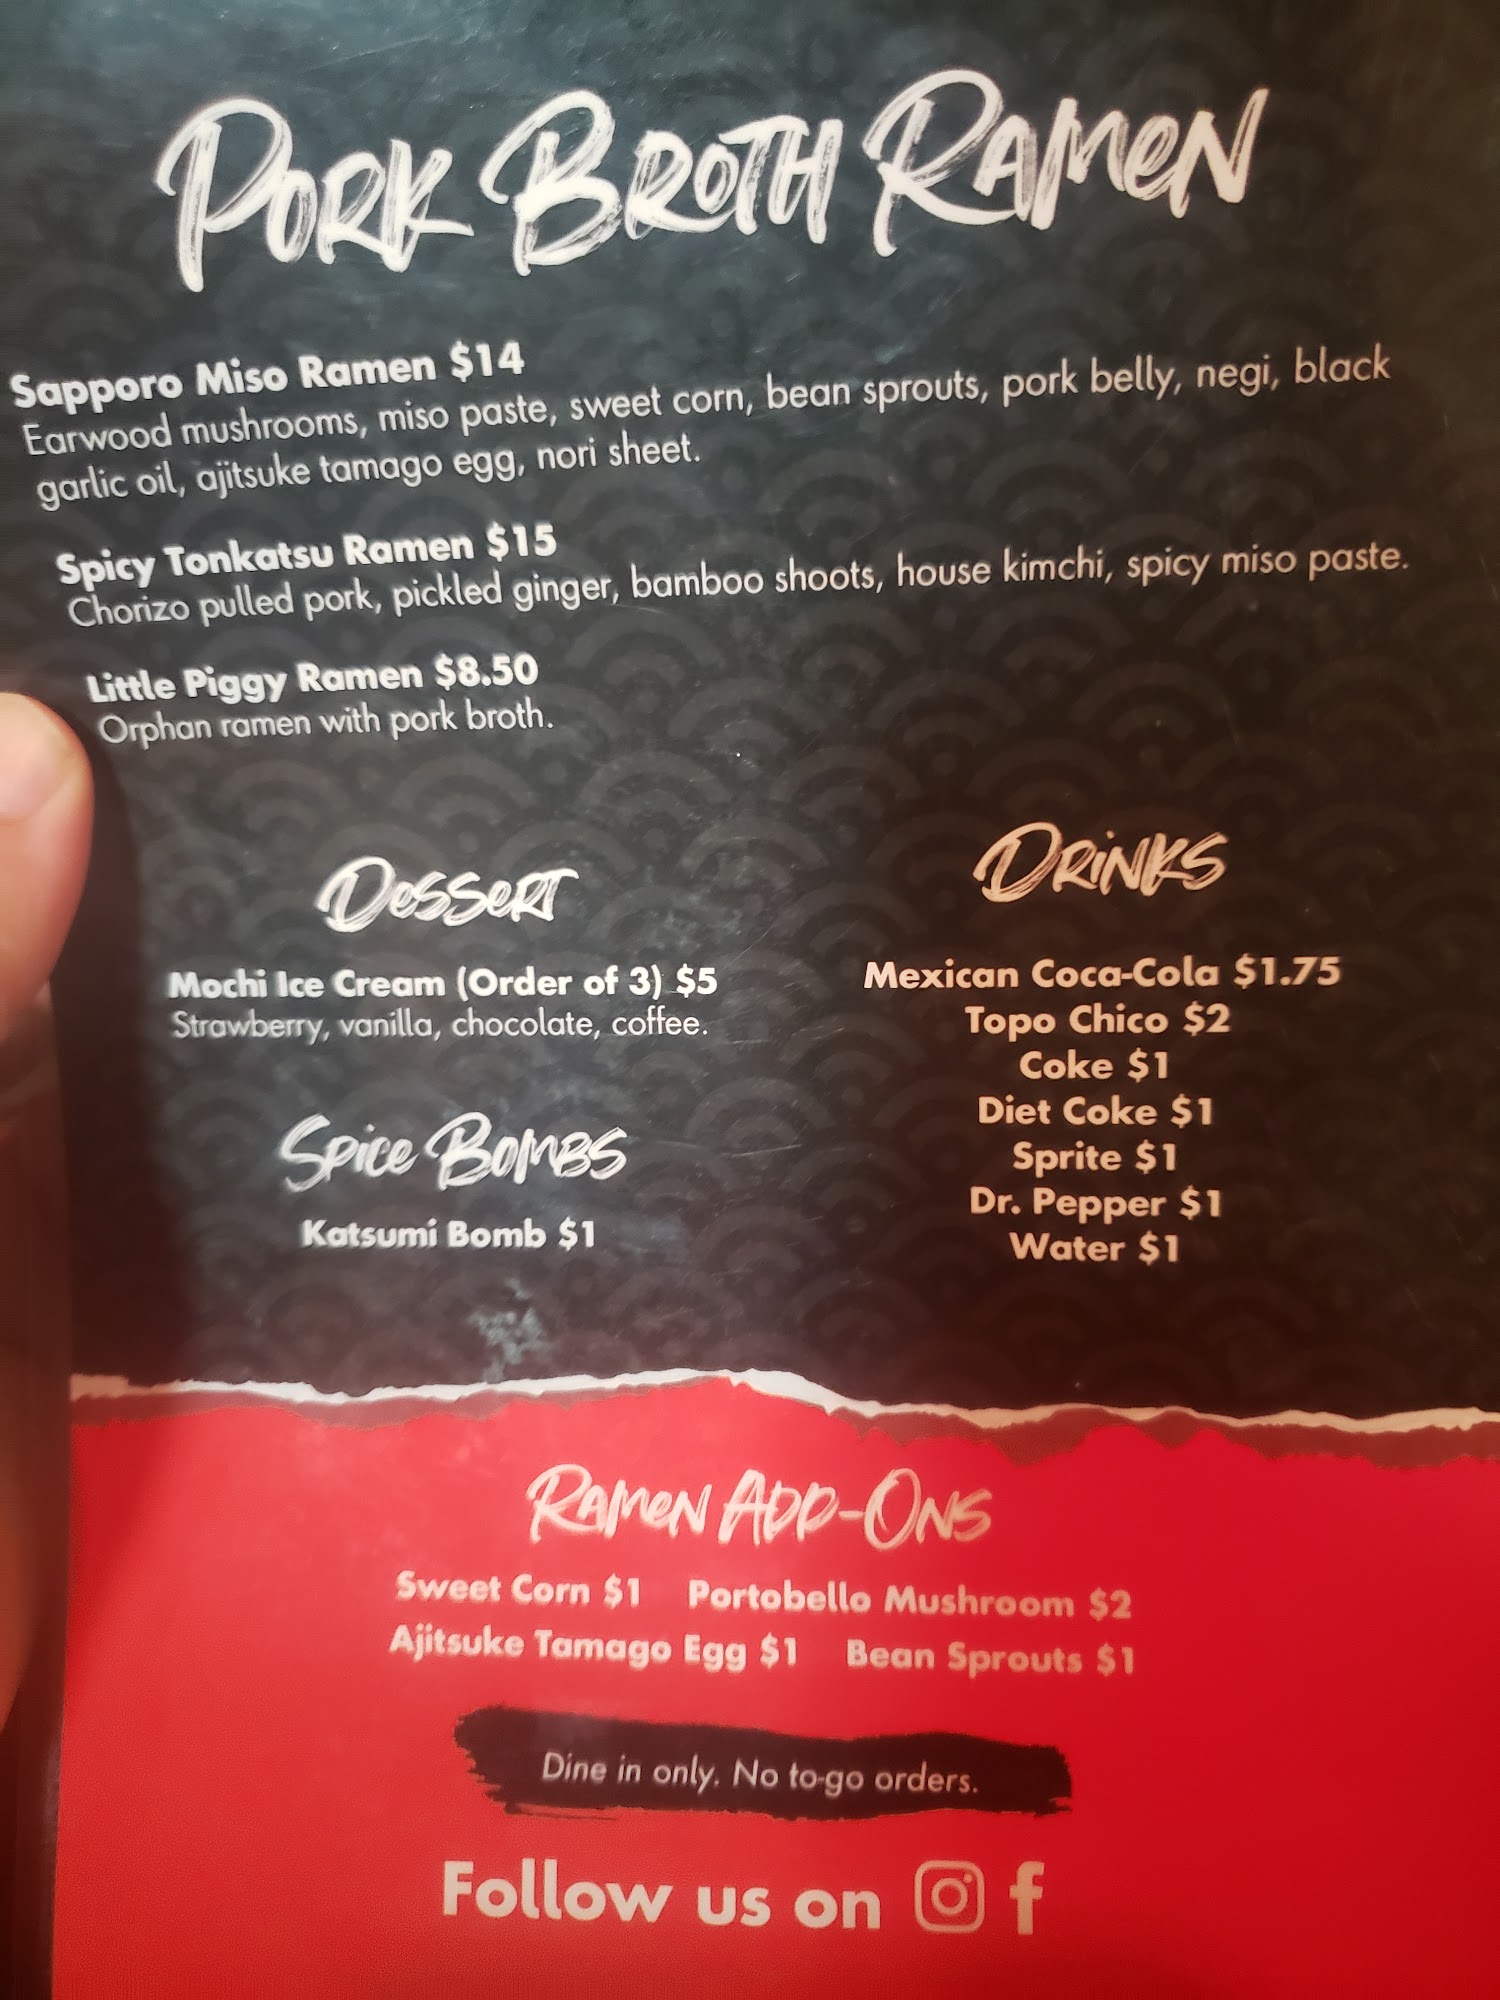 Pork Broth Ramen
Sapporo Miso Ramen $14
Earwood mushrooms, miso paste, sweet corn, bean sprouts, pork belly, negi, black
garlic oil, ajitsuke tamago egg, nori sheet.
Spicy Tonkatsu Ramen $15
Chorizo pulled pork, pickled ginger, bamboo shoots, house kimchi, spicy miso paste.
Little Piggy Ramen $8.50
Orphan ramen with pork broth.
Dessert
Mochi Ice Cream (Order of 3) $5
Strawberry, vanilla, chocolate, coffee.
Spice Bombs
Katsumi Bomb $1
Drinks
Mexican Coca-Cola $1.75
Topo Chico $2
Coke $1
Diet Coke $1
Sprite $1
Dr. Pepper $1
Water $1
Ramen Add-Ons
Sweet Corn $1 Portobello Mushroom $2
Ajitsuke Tamago Egg $1 Bean Sprouts $1
Dine in only. No to-go orders.
Follow us on